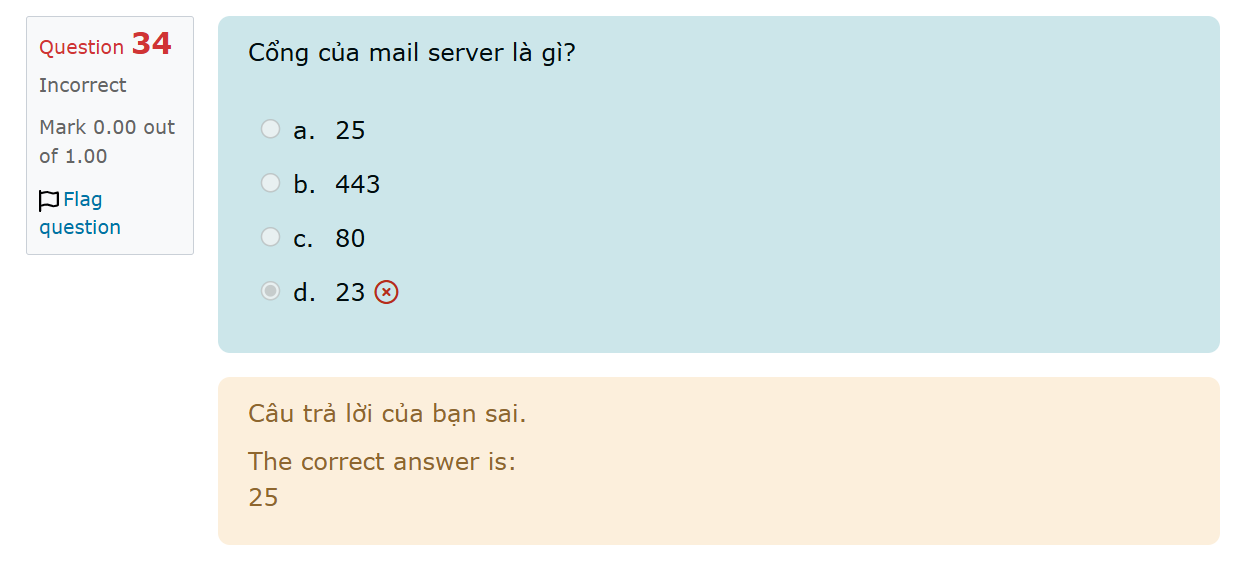 Question 34
Incorrect
Mark 0.00 out
of 1.00
Flag
question
Cổng của mail server là gì?
a. 25
b. 443
c. 80
d. 23
Câu trả lời của bạn sai.
The correct answer is:
25